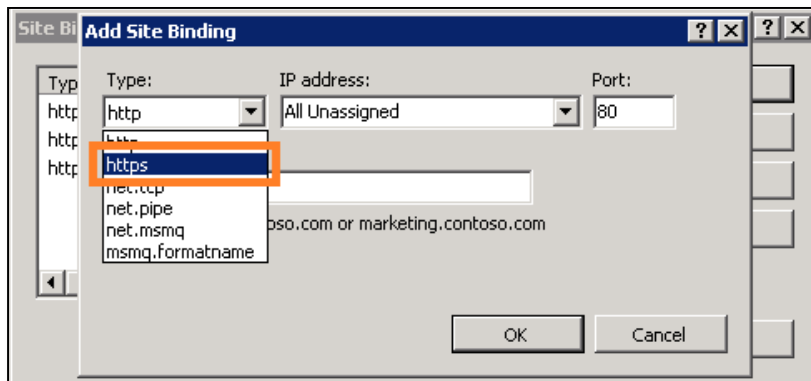 Site Bi
Add Site Binding
Typ
Type:
IP address:
Port:
http
http
All Unassigned
80
http
http
http
https
net.tcp
net.pipe
oso.com or marketing.contoso.com
net.msmq
msmq.formatname
OK
Cancel